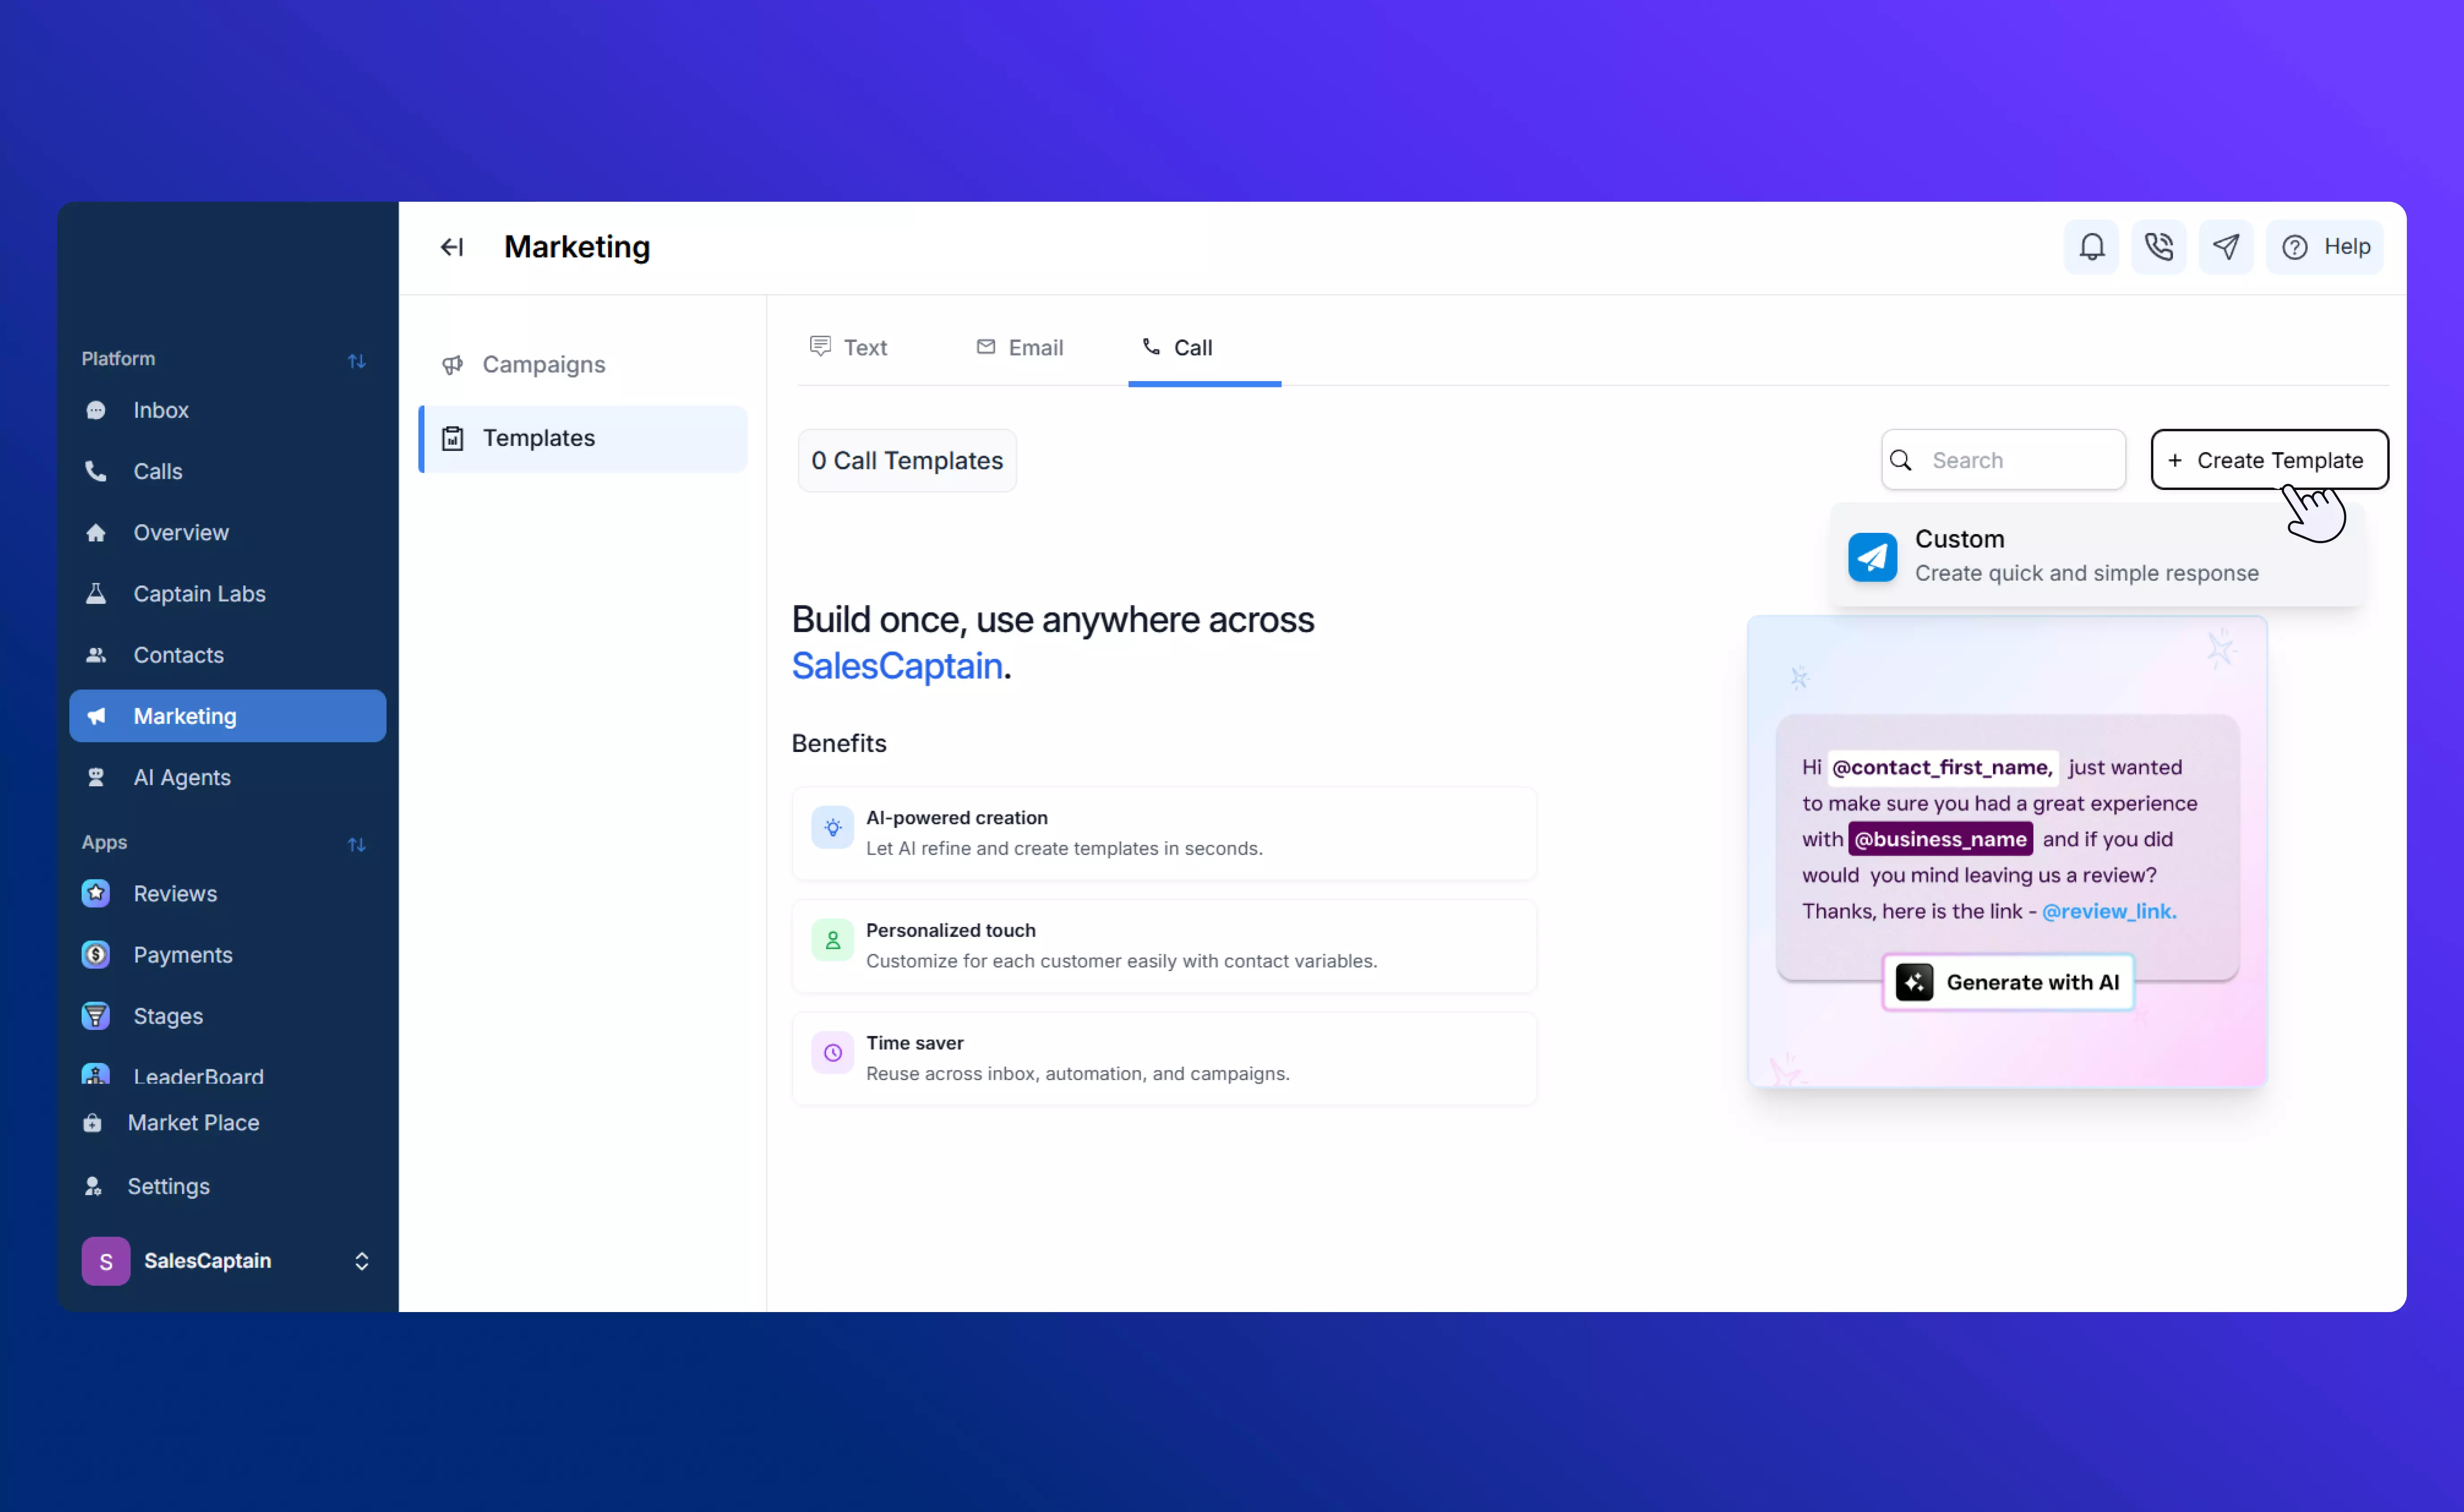 Platform
Inbox
Calls
Overview
Captain Labs
Contacts
Marketing
AI Agents
Apps
Reviews
Payments
Stages
LeaderBoard
Market Place
Settings
S
SalesCaptain
Marketing
Help
Campaigns
Templates
Text
Email
Call
0 Call Templates
Search
+ Create Template
Custom
Create quick and simple response
Build once, use anywhere across
SalesCaptain.
Benefits
AI-powered creation
Let AI refine and create templates in seconds.
Personalized touch
Customize for each customer easily with contact variables.
Time saver
Reuse across inbox, automation, and campaigns.
Hi @contact_first_name, just wanted
to make sure you had a great experience
with @business_name and if you did
would you mind leaving us a review?
Thanks, here is the link - @review_link.
Generate with AI